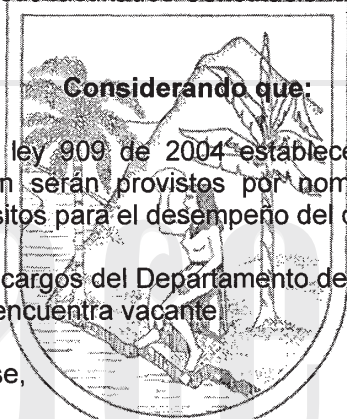 Considerando que:
ley 909 de 2004 establece
n serán provistos por nom
sitos para el desempeño del c
cargos del Departamento de
encuentra vacante.
se,